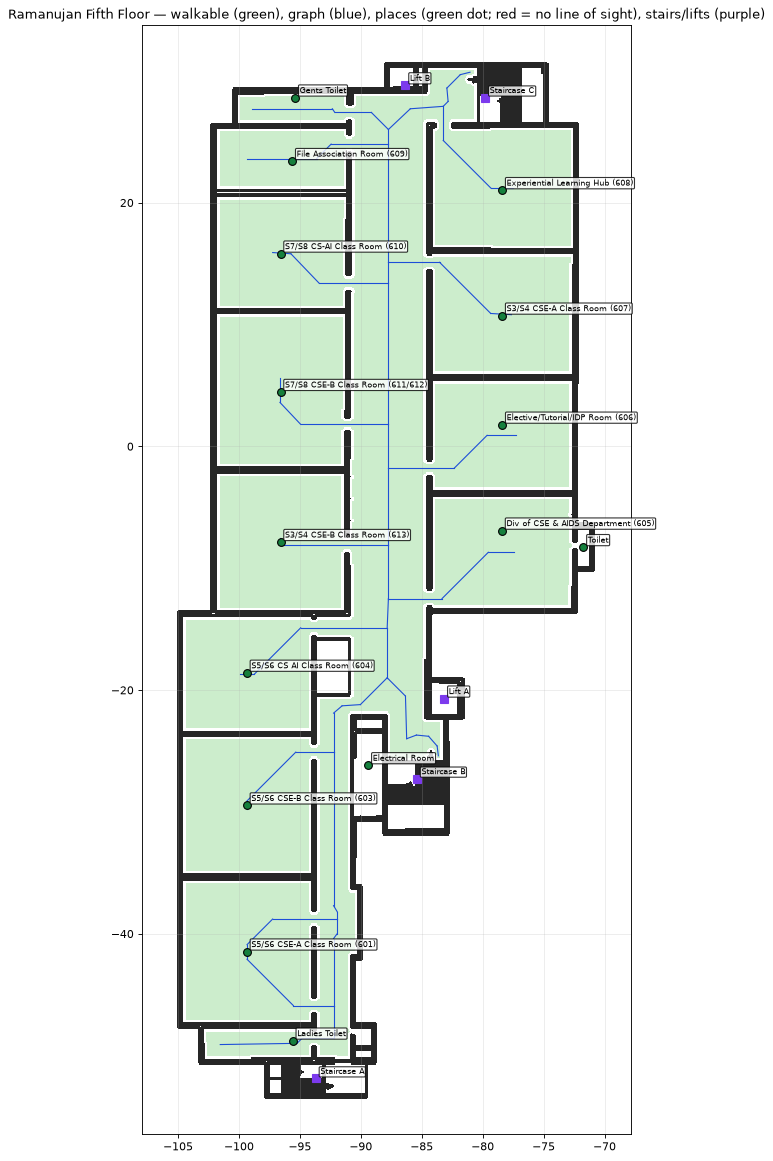 Ramanujan Fifth Floor — walkable (green), graph (blue), places (green dot; red = no line of sight), stairs/lifts (purple)
Lift B
Gents Toilet
Staircase C
File Association Room (609)
Experiential Learning Hub (608)
20
S7/S8 CS-AI Class Room (610)
S3/S4 CSE-A Class Room (607)
S7/S8 CSE-B Class Room (611/612)
Elective/Tutorial/IDP Room (606)
0
Div of CSE & AIDS Department (605)
S3/S4 CSE-B Class Room (613)
Toilet
S5/S6 CS AI Class Room (604)
−20
Lift A
Electrical Room
Staircase B
S5/S6 CSE-B Class Room (603)
−40
S5/S6 CSE-A Class Room (601)
Ladies Toilet
Staircase A
−105 −100 −95 −90 −85 −80 −75 −70